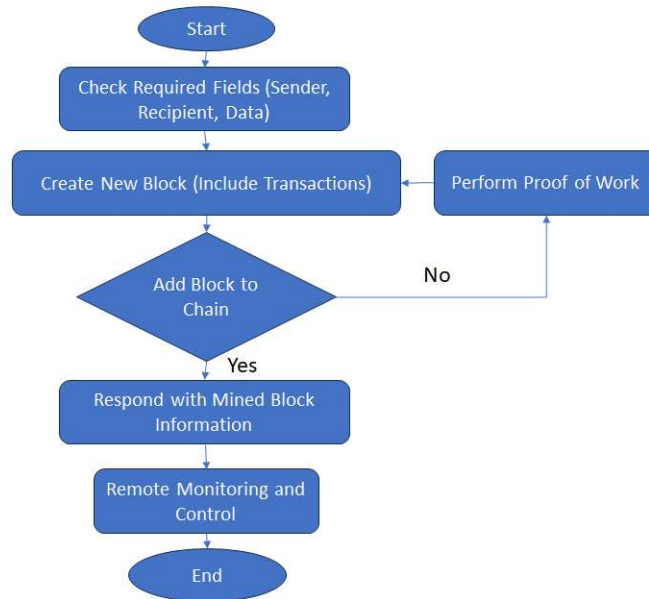 Start
Check Required Fields (Sender,
Recipient, Data)
Create New Block (Include Transactions)
Perform Proof of Work
Add Block to
Chain
No
Yes
Respond with Mined Block
Information
Remote Monitoring and
Control
End